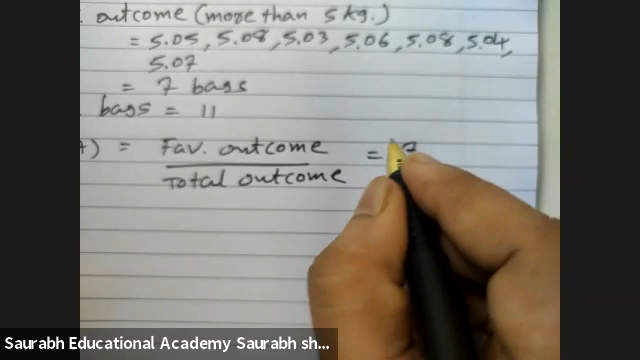 . outcome (more than 5 kg.)
= 5.05, 5.08, 5.03, 5.06, 5.08, 5.04,
5.07
= 7 bags
. bags = 11
) = Fav. outcome =
Total outcome
Saurabh Educational Academy Saurabh sh...